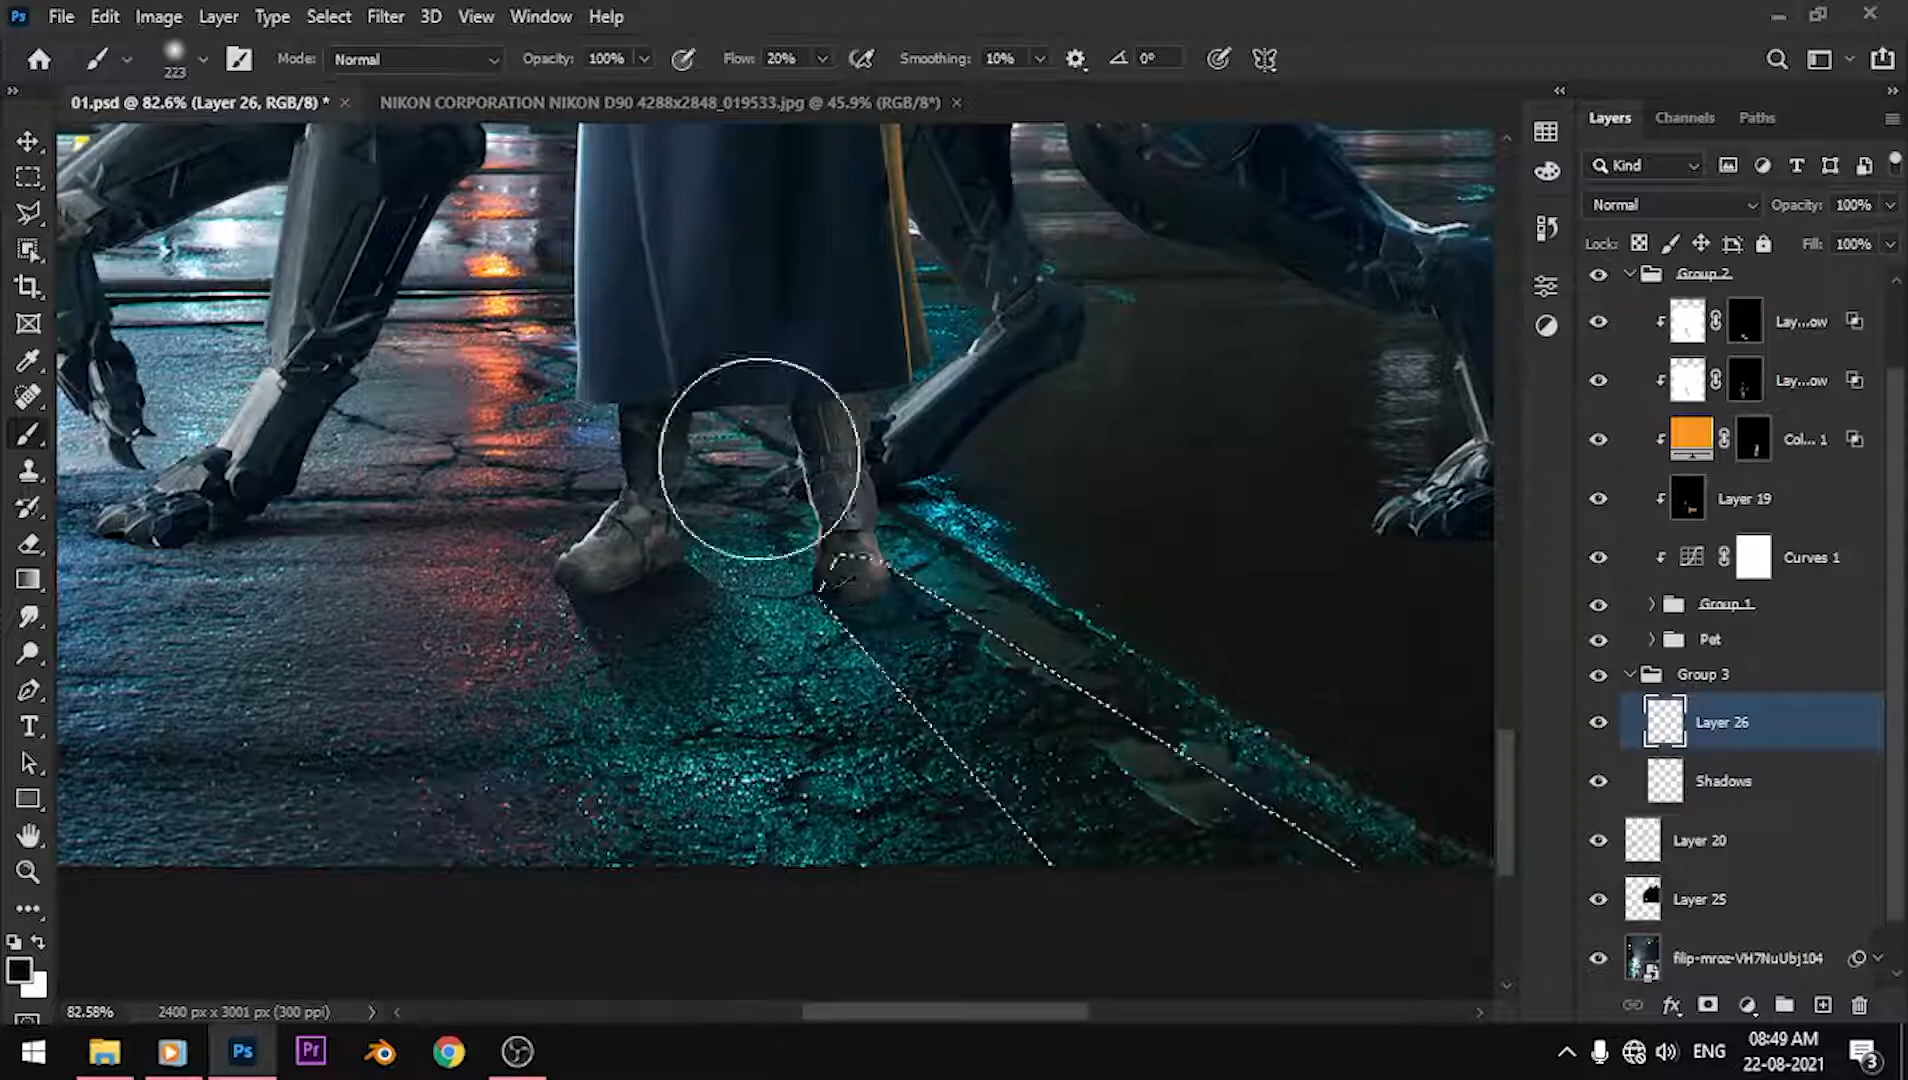 Ps File Edit Image Layer Type Select Filter 3D View Window Help
223 Mode: Normal Opacity: 100% Flow: 20% Smoothing: 10% 0°
01.psd @ 82.6% (Layer 26, RGB/8) * NIKON CORPORATION NIKON D90 4288x2848_019533.jpg @ 45.9% (RGB/8*)
Layers Channels Paths
Kind
Normal Opacity: 100%
Lock: Fill: 100%
Group 2
Lay...ow
Lay...ow
Col... 1
Layer 19
Curves 1
Group 1
Pet
Group 3
Layer 26
Shadows
Layer 20
Layer 25
filip-mroz-VH7NuUbj104
82.58% 2400 px x 3001 px (300 ppi)
Ps Pr ENG 08:49 AM
22-08-2021 3